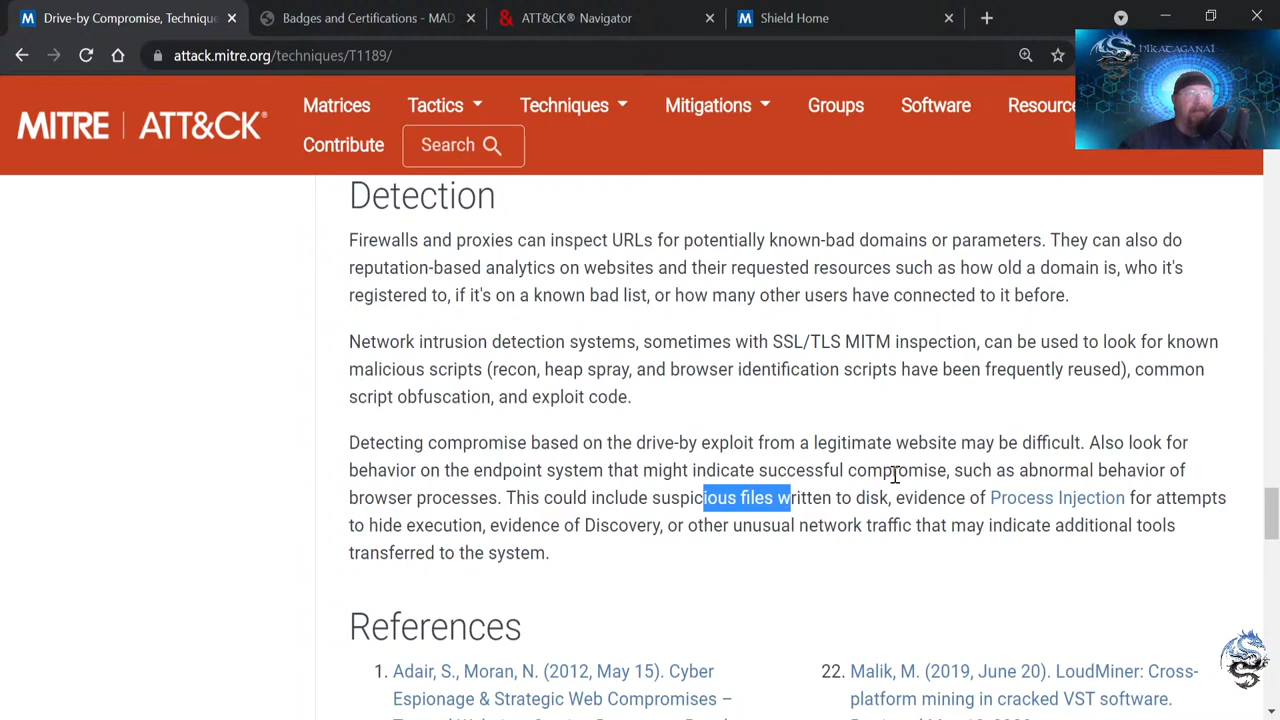 Drive-by Compromise, Technique
Badges and Certifications - MAD
ATT&CK® Navigator
Shield Home
attack.mitre.org/techniques/T1189/
MITRE | ATT&CK®
Matrices
Tactics
Techniques
Mitigations
Groups
Software
Resource
Contribute
Search
Detection
Firewalls and proxies can inspect URLs for potentially known-bad domains or parameters. They can also do
reputation-based analytics on websites and their requested resources such as how old a domain is, who it's
registered to, if it's on a known bad list, or how many other users have connected to it before.
Network intrusion detection systems, sometimes with SSL/TLS MITM inspection, can be used to look for known
malicious scripts (recon, heap spray, and browser identification scripts have been frequently reused), common
script obfuscation, and exploit code.
Detecting compromise based on the drive-by exploit from a legitimate website may be difficult. Also look for
behavior on the endpoint system that might indicate successful compromise, such as abnormal behavior of
browser processes. This could include suspicious files written to disk, evidence of Process Injection for attempts
to hide execution, evidence of Discovery, or other unusual network traffic that may indicate additional tools
transferred to the system.
References
1. Adair, S., Moran, N. (2012, May 15). Cyber
Espionage & Strategic Web Compromises –
22. Malik, M. (2019, June 20). LoudMiner: Cross-
platform mining in cracked VST software.